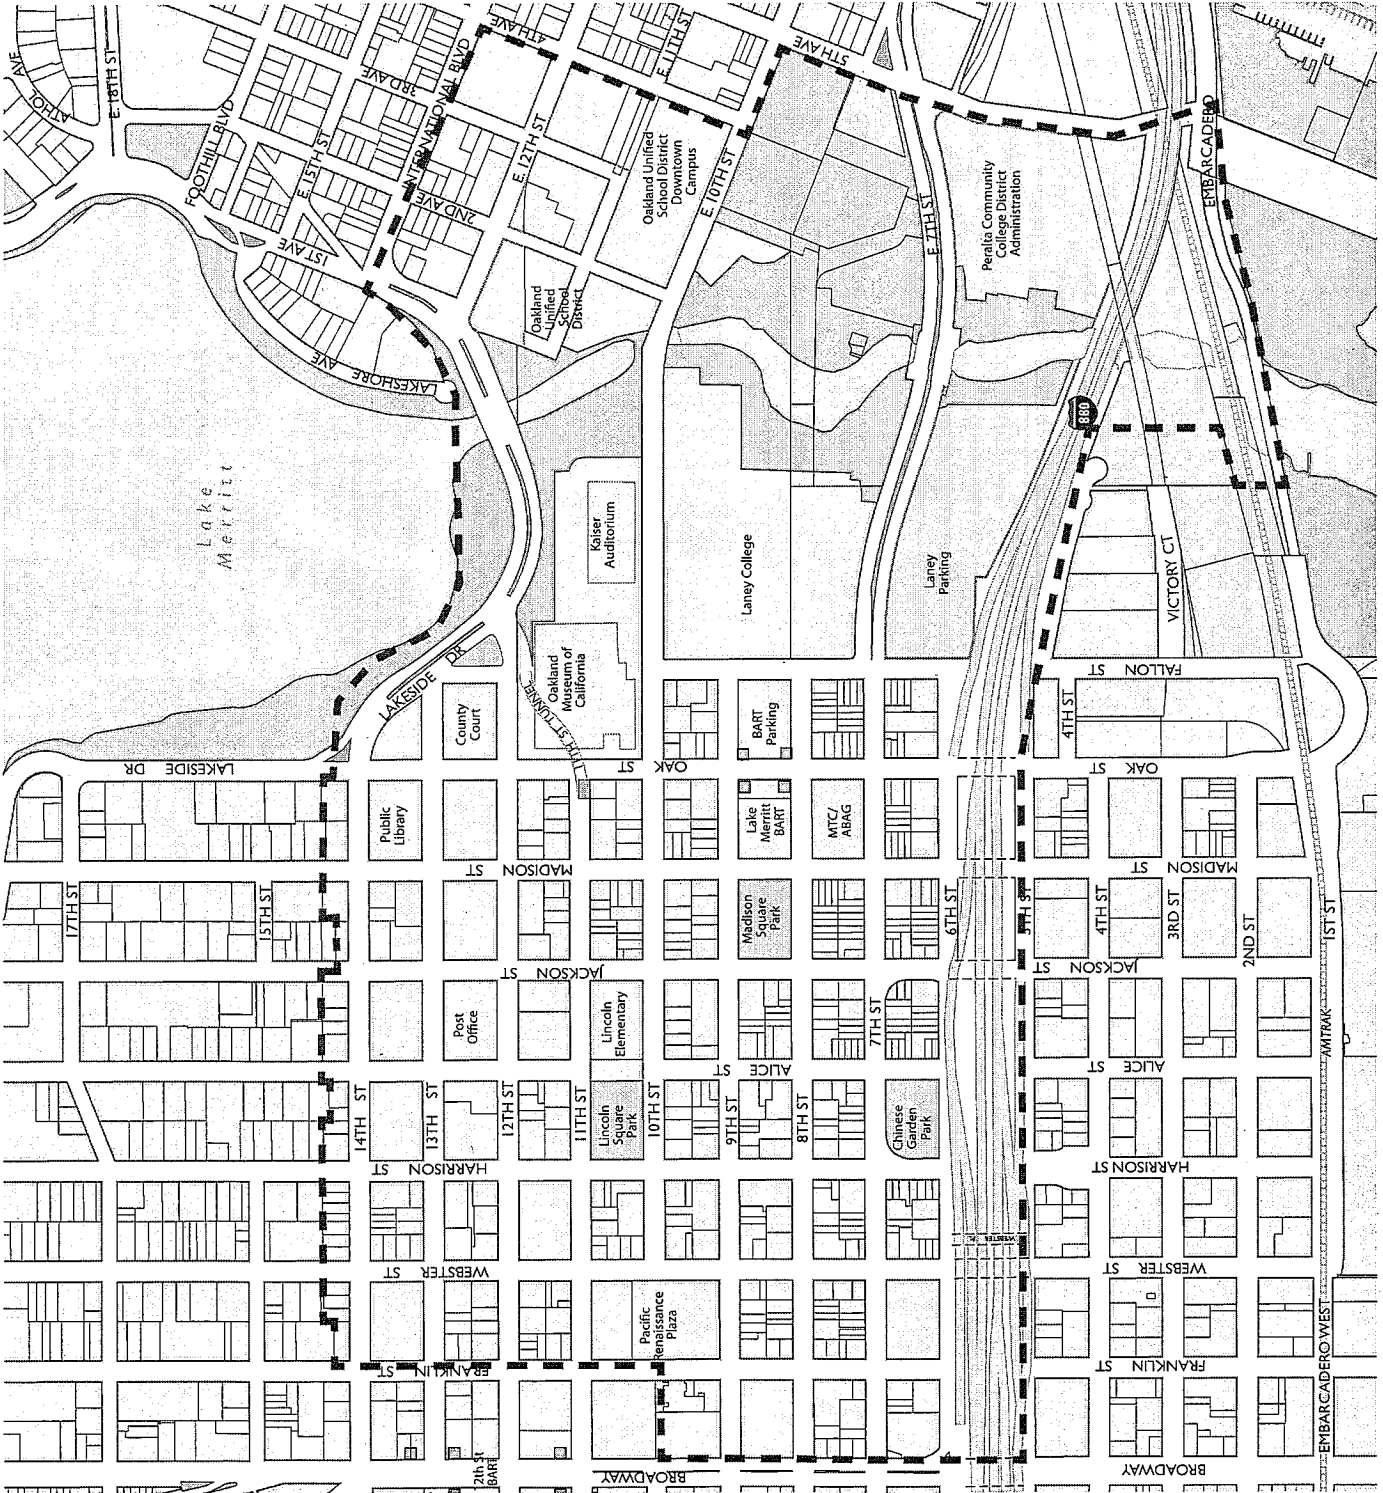 ATHOL AVE
E. 18TH ST
FOOTHILL BLVD
E. 15TH ST
3RD AVE
INTERNATIONAL BLVD
4TH AVE
E. 11TH ST
5TH AVE
E. 12TH ST
2ND AVE
1ST AVE
Oakland Unified
School District
Downtown
Campus
E. 10TH ST
E. 7TH ST
Peralta Community
College District
Administration
EMBARCADERO
Oakland
Unified
School
District
LAKESHORE AVE
Lake
Merritt
880
Kaiser
Auditorium
Laney College
Laney
Parking
VICTORY CT
FALLON ST
LAKESIDE DR
County
Court
Oakland
Museum of
California
11TH ST TUNNEL
BART
Parking
4TH ST
LAKESIDE DR
OAK ST
OAK ST
Public
Library
Lake
Merritt
BART
MTC/
ABAG
MADISON ST
MADISON ST
17TH ST
15TH ST
Madison
Square
Park
6TH ST
5TH ST
4TH ST
3RD ST
2ND ST
1ST ST
JACKSON ST
JACKSON ST
Post
Office
Lincoln
Elementary
7TH ST
AMTRAK
ALICE ST
ALICE ST
14TH ST
13TH ST
12TH ST
11TH ST
Lincoln
Square
Park
10TH ST
9TH ST
8TH ST
Chinese
Garden
Park
HARRISON ST
HARRISON ST
WEBSTER PL
WEBSTER ST
WEBSTER ST
Pacific
Renaissance
Plaza
EMBARCADERO WEST
FRANKLIN ST
FRANKLIN ST
12th St
BART
BROADWAY
BROADWAY